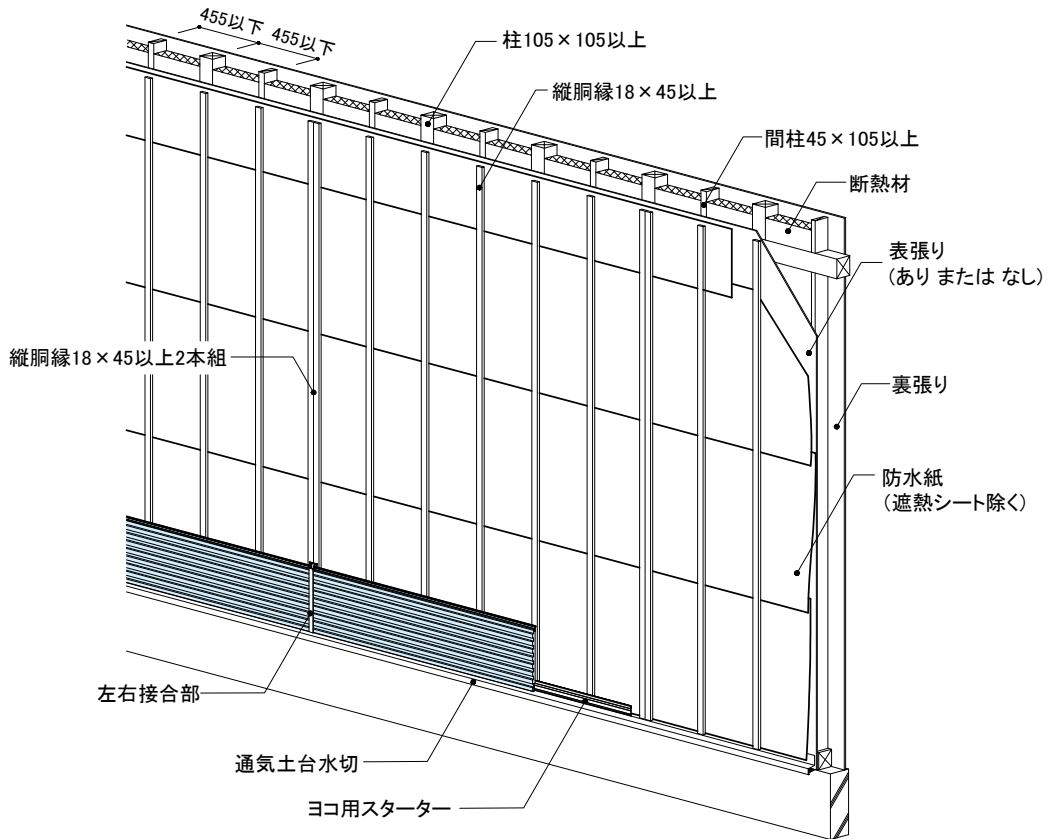 455以下
455以下
柱105×105以上
縦胴縁18×45以上
間柱45×105以上
断熱材
表張り
(あり または なし)
縦胴縁18×45以上2本組
裏張り
防水紙
(遮熱シート除く)
左右接合部
通気土台水切
ヨコ用スターター